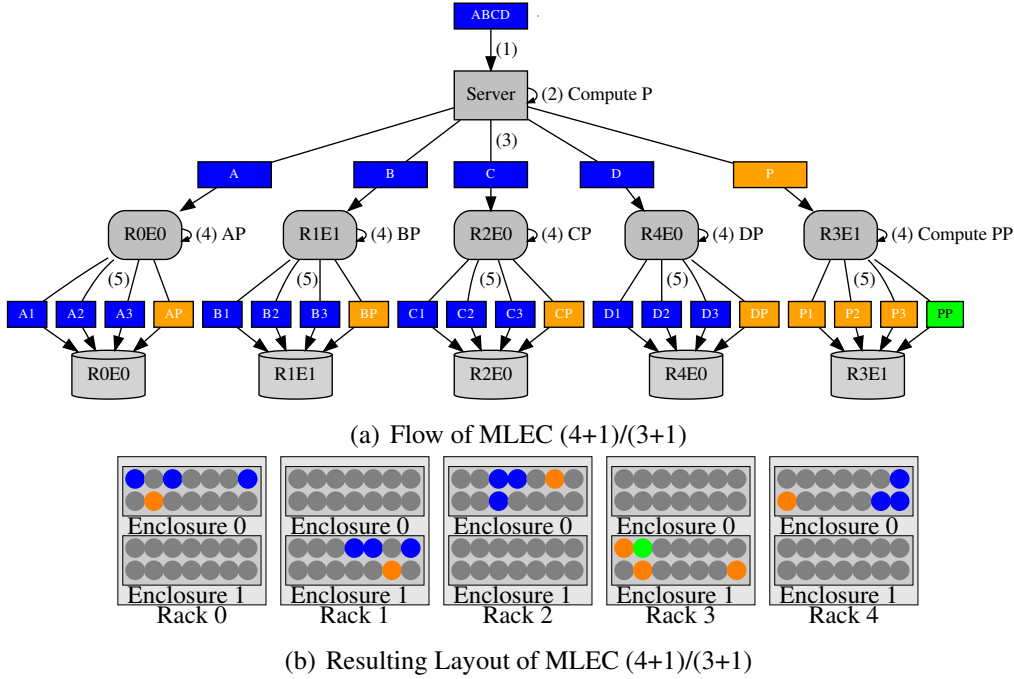 ABCD
(1)
Server
(2) Compute P
(3)
A
B
C
D
P
R0E0
(4) AP
R1E1
(4) BP
R2E0
(4) CP
R4E0
(4) DP
R3E1
(4) Compute PP
(5)
(5)
(5)
(5)
(5)
A1
A2
A3
AP
B1
B2
B3
BP
C1
C2
C3
CP
D1
D2
D3
DP
P1
P2
P3
PP
R0E0
R1E1
R2E0
R4E0
R3E1
(a) Flow of MLEC (4+1)/(3+1)
Enclosure 0
Enclosure 0
Enclosure 0
Enclosure 0
Enclosure 0
Enclosure 1
Enclosure 1
Enclosure 1
Enclosure 1
Enclosure 1
Rack 0
Rack 1
Rack 2
Rack 3
Rack 4
(b) Resulting Layout of MLEC (4+1)/(3+1)